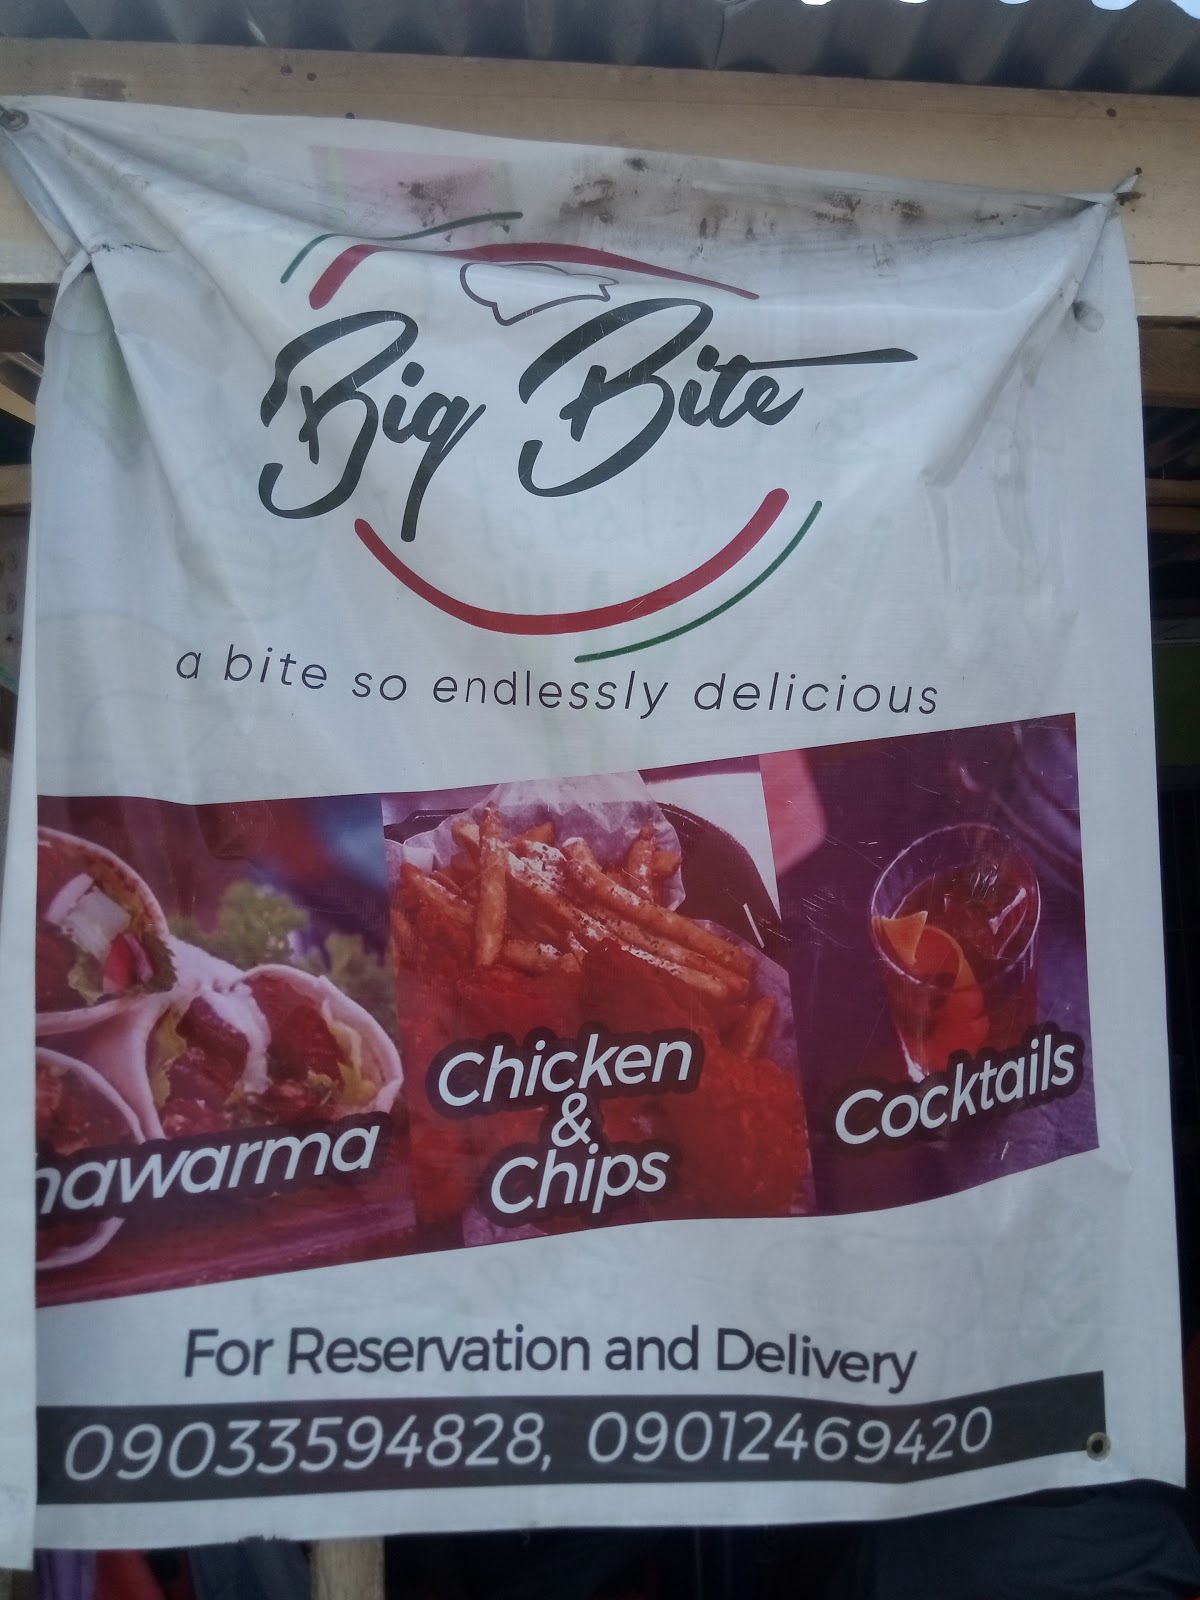 Big Bite
a bite so endlessly delicious
hawarma
Chicken
&
Chips
Cocktails
For Reservation and Delivery
09033594828, 09012469420